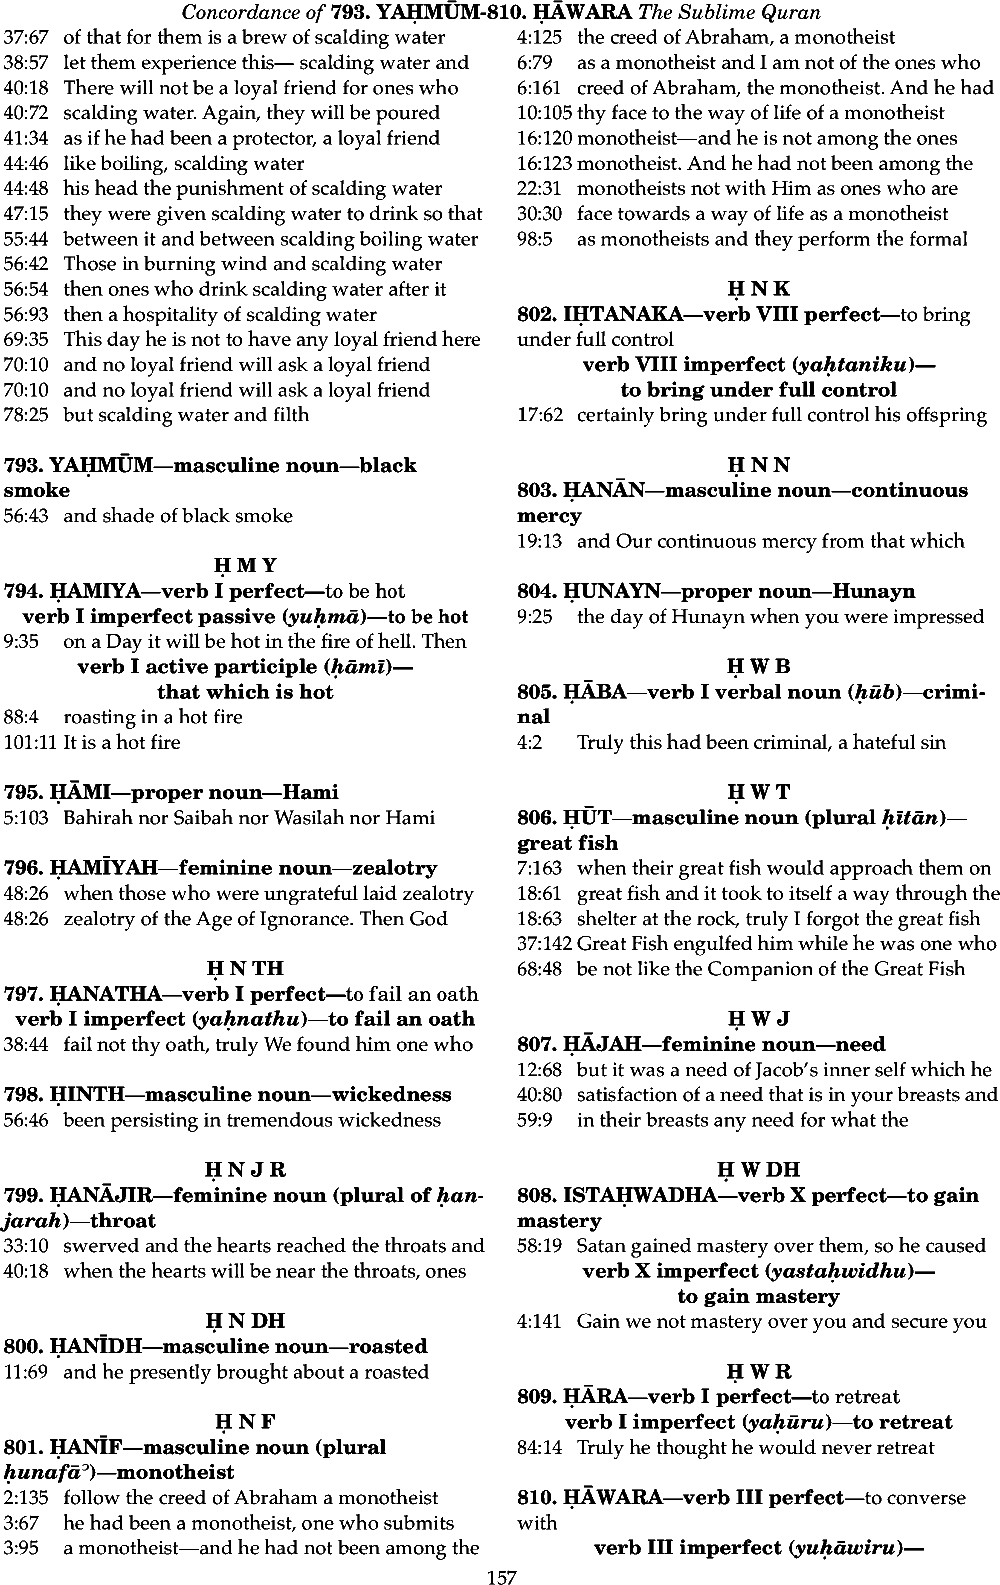 Concordance of 793. YAḤMŪM-810. ḤĀWARA The Sublime Quran
37:67 of that for them is a brew of scalding water
38:57 let them experience this— scalding water and
40:18 There will not be a loyal friend for ones who
40:72 scalding water. Again, they will be poured
41:34 as if he had been a protector, a loyal friend
44:46 like boiling, scalding water
44:48 his head the punishment of scalding water
47:15 they were given scalding water to drink so that
55:44 between it and between scalding boiling water
56:42 Those in burning wind and scalding water
56:54 then ones who drink scalding water after it
56:93 then a hospitality of scalding water
69:35 This day he is not to have any loyal friend here
70:10 and no loyal friend will ask a loyal friend
70:10 and no loyal friend will ask a loyal friend
78:25 but scalding water and filth
793. YAḤMŪM—masculine noun—black
smoke
56:43 and shade of black smoke
Ḥ M Y
794. ḤAMIYA—verb I perfect—to be hot
verb I imperfect passive (yuḥmā)—to be hot
9:35 on a Day it will be hot in the fire of hell. Then
verb I active participle (ḥāmī)—
that which is hot
88:4 roasting in a hot fire
101:11 It is a hot fire
795. ḤĀMI—proper noun—Hami
5:103 Bahirah nor Saibah nor Wasilah nor Hami
796. ḤAMĪYAH—feminine noun—zealotry
48:26 when those who were ungrateful laid zealotry
48:26 zealotry of the Age of Ignorance. Then God
Ḥ N TH
797. ḤANATHA—verb I perfect—to fail an oath
verb I imperfect (yaḥnathu)—to fail an oath
38:44 fail not thy oath, truly We found him one who
798. ḤINTH—masculine noun—wickedness
56:46 been persisting in tremendous wickedness
Ḥ N J R
799. ḤANĀJIR—feminine noun (plural of ḥan-
jarah)—throat
33:10 swerved and the hearts reached the throats and
40:18 when the hearts will be near the throats, ones
Ḥ N DH
800. ḤANĪDH—masculine noun—roasted
11:69 and he presently brought about a roasted
Ḥ N F
801. ḤANĪF—masculine noun (plural
ḥunafāʾ)—monotheist
2:135 follow the creed of Abraham a monotheist
3:67 he had been a monotheist, one who submits
3:95 a monotheist—and he had not been among the
4:125 the creed of Abraham, a monotheist
6:79 as a monotheist and I am not of the ones who
6:161 creed of Abraham, the monotheist. And he had
10:105 thy face to the way of life of a monotheist
16:120 monotheist—and he is not among the ones
16:123 monotheist. And he had not been among the
22:31 monotheists not with Him as ones who are
30:30 face towards a way of life as a monotheist
98:5 as monotheists and they perform the formal
Ḥ N K
802. IḤTANAKA—verb VIII perfect—to bring
under full control
verb VIII imperfect (yaḥtaniku)—
to bring under full control
17:62 certainly bring under full control his offspring
Ḥ N N
803. ḤANĀN—masculine noun—continuous
mercy
19:13 and Our continuous mercy from that which
804. ḤUNAYN—proper noun—Hunayn
9:25 the day of Hunayn when you were impressed
Ḥ W B
805. ḤĀBA—verb I verbal noun (ḥūb)—crimi-
nal
4:2 Truly this had been criminal, a hateful sin
Ḥ W T
806. ḤŪT—masculine noun (plural ḥītān)—
great fish
7:163 when their great fish would approach them on
18:61 great fish and it took to itself a way through the
18:63 shelter at the rock, truly I forgot the great fish
37:142 Great Fish engulfed him while he was one who
68:48 be not like the Companion of the Great Fish
Ḥ W J
807. ḤĀJAH—feminine noun—need
12:68 but it was a need of Jacob's inner self which he
40:80 satisfaction of a need that is in your breasts and
59:9 in their breasts any need for what the
Ḥ W DH
808. ISTAḤWADHA—verb X perfect—to gain
mastery
58:19 Satan gained mastery over them, so he caused
verb X imperfect (yastaḥwidhu)—
to gain mastery
4:141 Gain we not mastery over you and secure you
Ḥ W R
809. ḤĀRA—verb I perfect—to retreat
verb I imperfect (yaḥūru)—to retreat
84:14 Truly he thought he would never retreat
810. ḤĀWARA—verb III perfect—to converse
with
verb III imperfect (yuḥāwiru)—
157